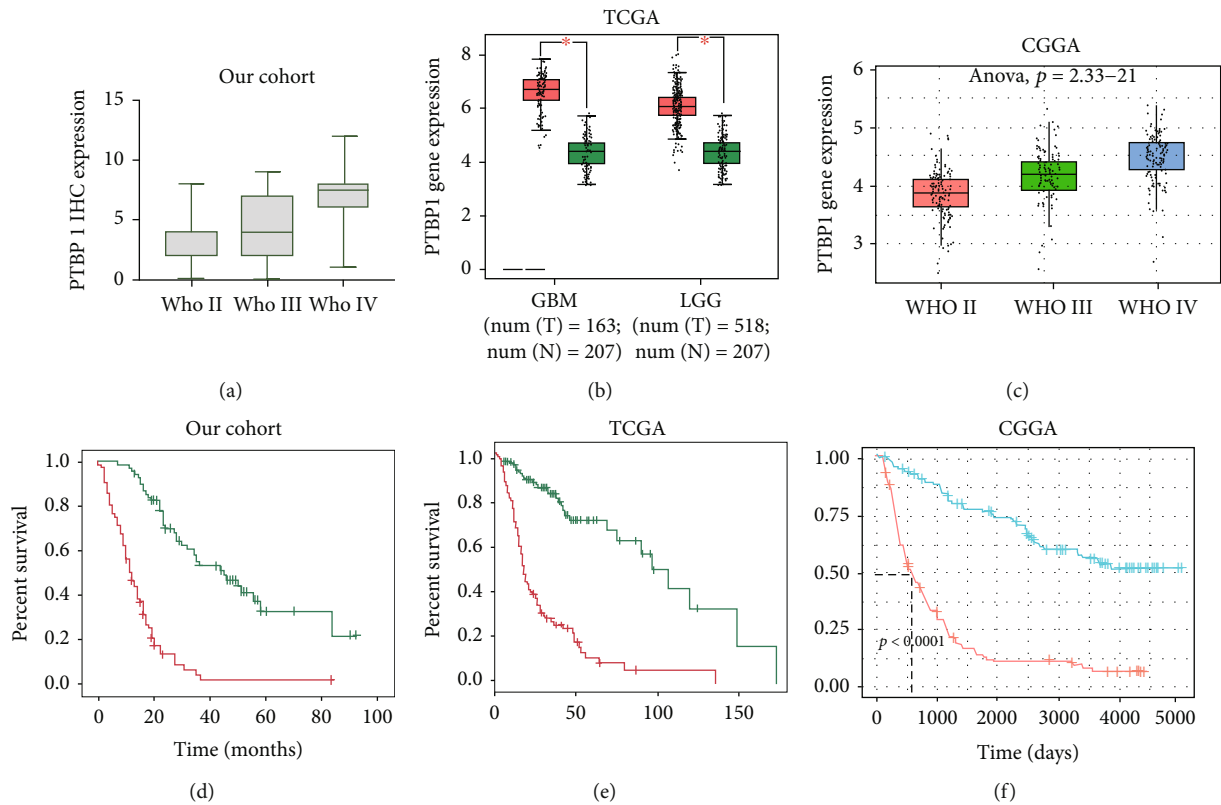 Our cohort
PTBP 1 IHC expression
15
10
5
0
Who II Who III Who IV
(a)
TCGA
PTBP1 gene expression
8
6
4
2
0
*
*
GBM
(num (T) = 163;
num (N) = 207)
LGG
(num (T) = 518;
num (N) = 207)
(b)
CGGA
Anova, p = 2.33−21
PTBP1 gene expression
6
5
4
3
WHO II WHO III WHO IV
(c)
Our cohort
Percent survival
1.0
0.8
0.6
0.4
0.2
0.0
0 20 40 60 80 100
Time (months)
(d)
TCGA
Percent survival
1.0
0.8
0.6
0.4
0.2
0.0
0 50 100 150
(e)
CGGA
Percent survival
1.00
0.75
0.50
0.25
0.00
p < 0.0001
0 1000 2000 3000 4000 5000
Time (days)
(f)